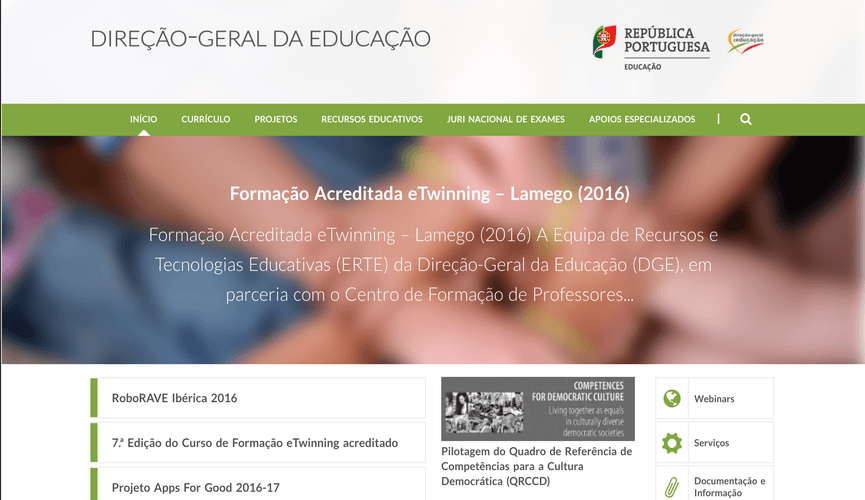 DIREÇÃO-GERAL DA EDUCAÇÃO
REPÚBLICA
PORTUGUESA
EDUCAÇÃO
direção-geral
educação
INÍCIO CURRÍCULO PROJETOS RECURSOS EDUCATIVOS JURI NACIONAL DE EXAMES APOIOS ESPECIALIZADOS
Formação Acreditada eTwinning – Lamego (2016)
Formação Acreditada eTwinning – Lamego (2016) A Equipa de Recursos e
Tecnologias Educativas (ERTE) da Direção-Geral da Educação (DGE), em
parceria com o Centro de Formação de Professores...
RoboRAVE Ibérica 2016
7.ª Edição do Curso de Formação eTwinning acreditado
Projeto Apps For Good 2016-17
COMPETENCES
FOR DEMOCRATIC CULTURE
Living together as equals
in culturally diverse
democratic societies
Pilotagem do Quadro de Referência de
Competências para a Cultura
Democrática (QRCCD)
Webinars
Serviços
Documentação e
Informação